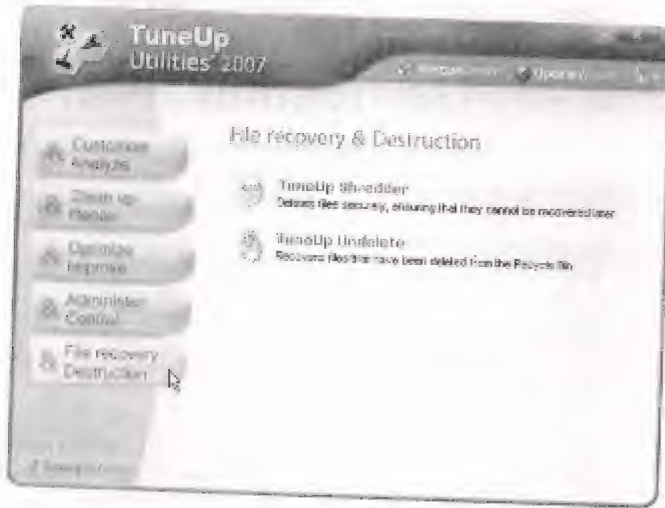 TuneUp
Utilities 2007
File recovery & Destruction
Customize
Analyze
Clean up
TuneUp Shredder
Deletes files securely, ensuring that they cannot be recovered later
Optimize
Improve
TuneUp Undelete
Recovers files that have been deleted from the Recycle Bin
Administer
Control
File recovery
Destruction